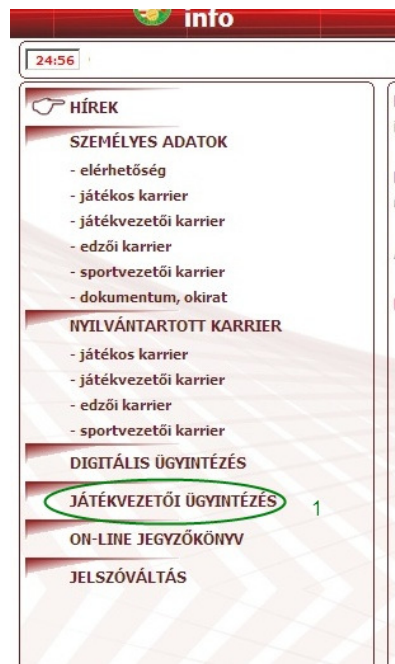 info
24:56
HÍREK
SZEMÉLYES ADATOK
- elérhetőség
- játékos karrier
- játékvezetői karrier
- edzői karrier
- sportvezetői karrier
- dokumentum, okirat
NYILVÁNTARTOTT KARRIER
- játékos karrier
- játékvezetői karrier
- edzői karrier
- sportvezetői karrier
DIGITÁLIS ÜGYINTÉZÉS
JÁTÉKVEZETŐI ÜGYINTÉZÉS 1
ON-LINE JEGYZŐKÖNYV
JELSZÓVÁLTÁS